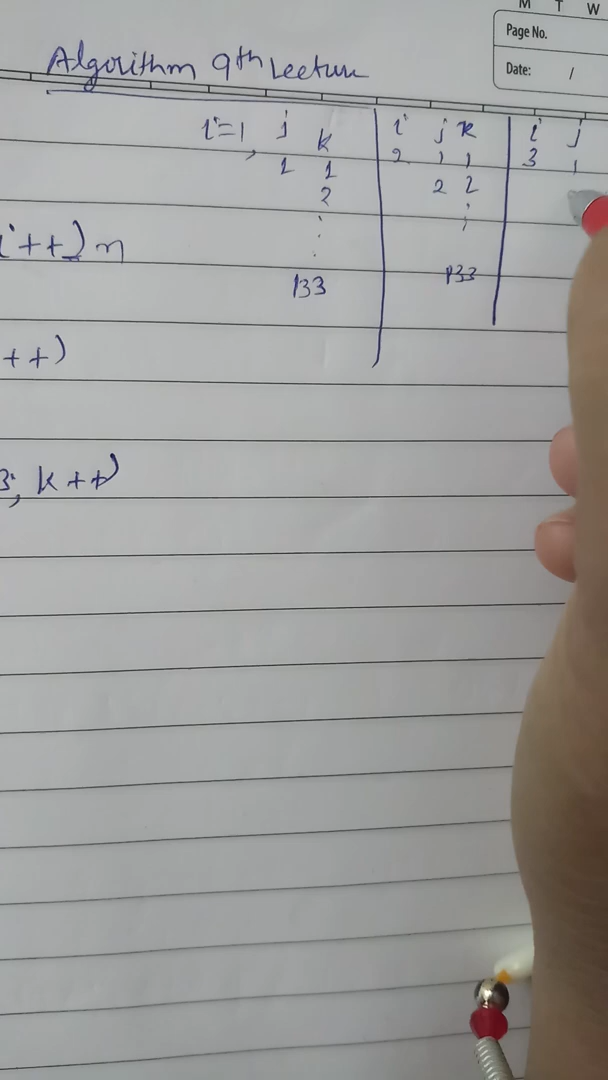 M T W
Page No.
Date: /
Algorithm 9th Lecture
i=1, j k
i j k
i j
1 1
2 1 1
3 1
2
2 2
133
133
i++) n
++)
3; k++)